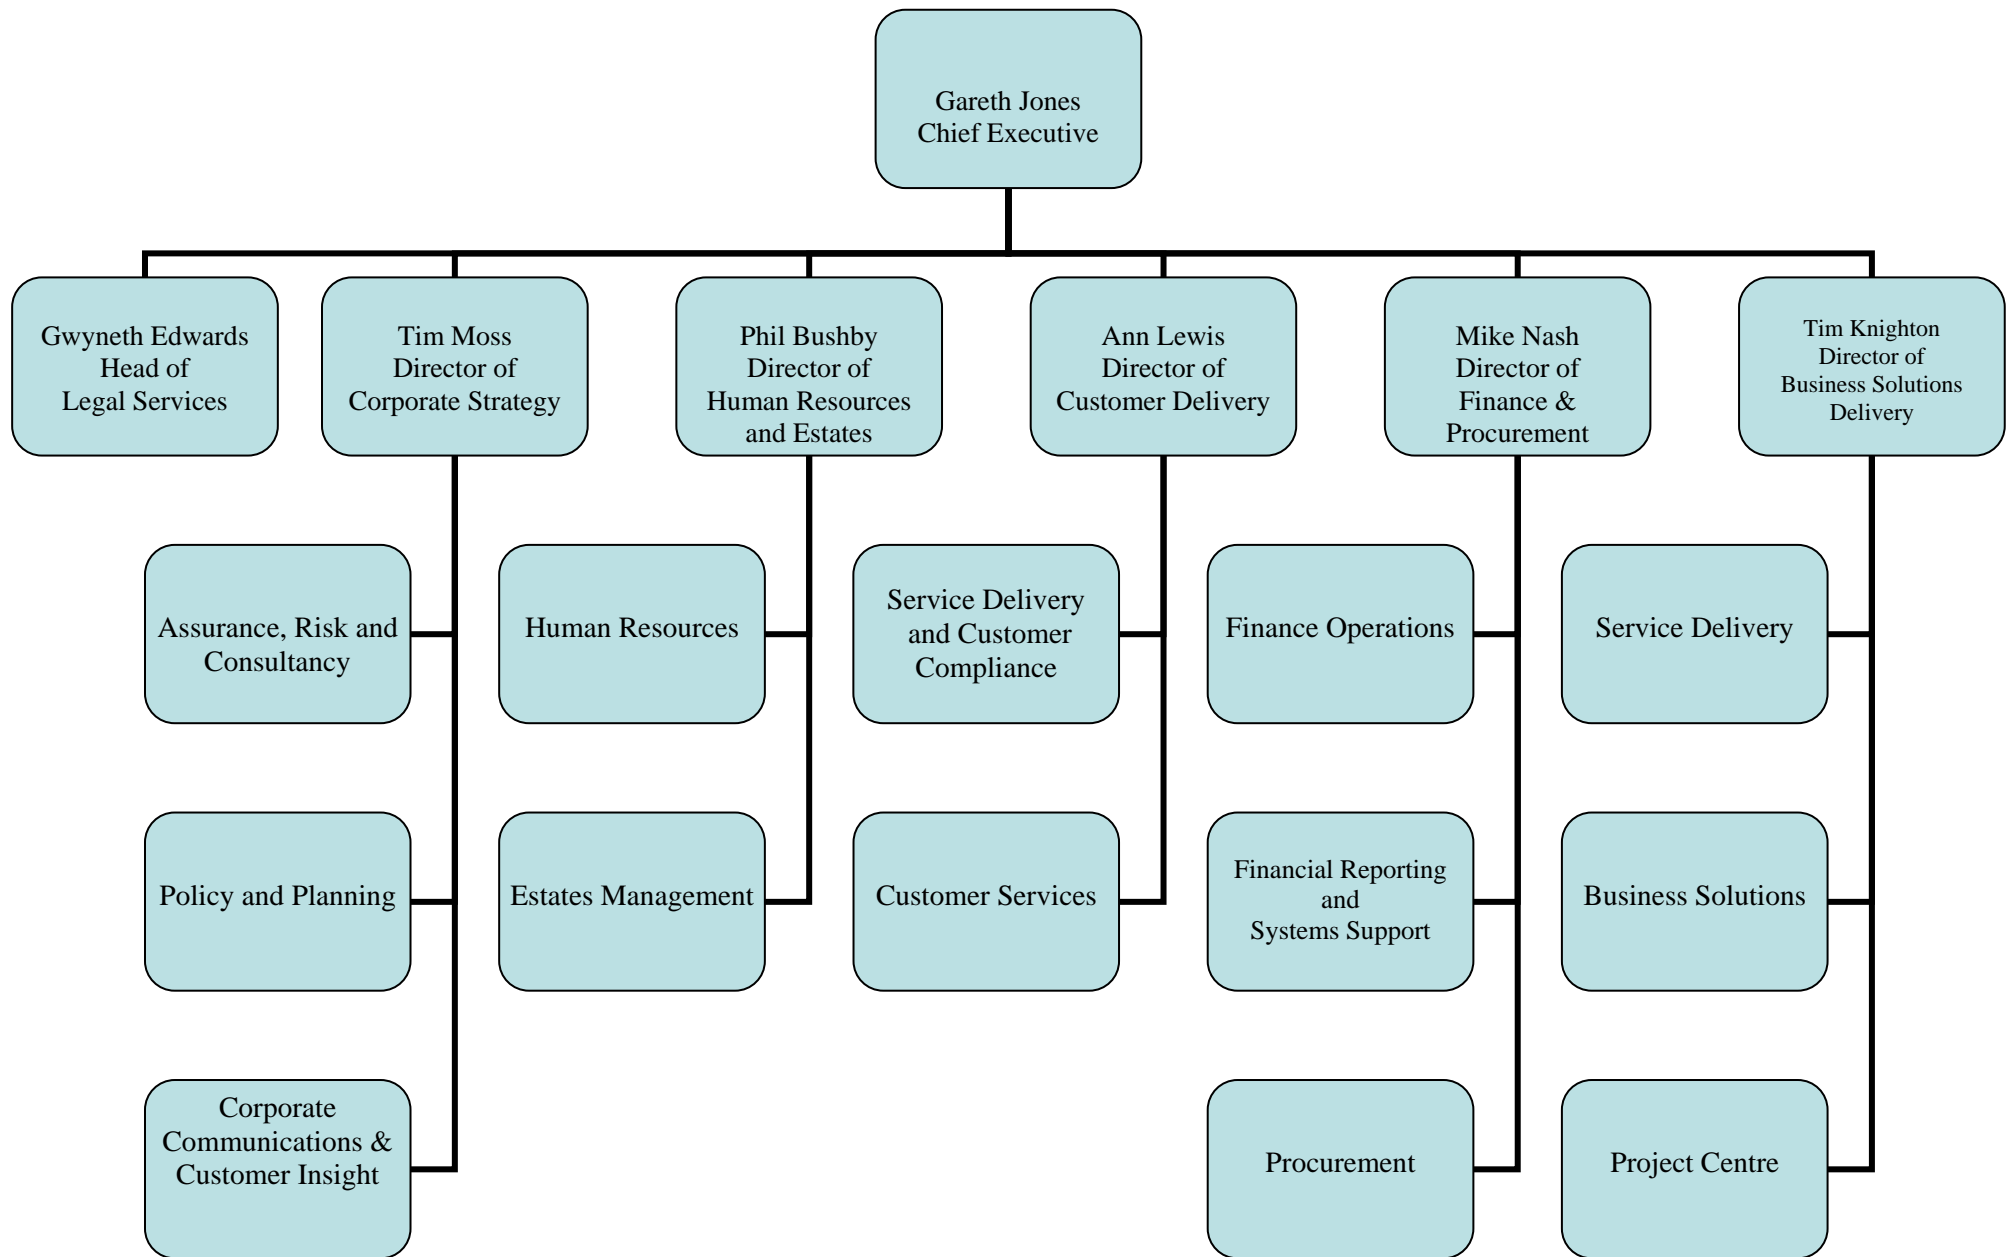 Gareth Jones
Chief Executive
Gwyneth Edwards
Head of
Legal Services
Tim Moss
Director of
Corporate Strategy
Phil Bushby
Director of
Human Resources
and Estates
Ann Lewis
Director of
Customer Delivery
Mike Nash
Director of
Finance &
Procurement
Tim Knighton
Director of
Business Solutions
Delivery
Assurance, Risk and
Consultancy
Human Resources
Service Delivery
and Customer
Compliance
Finance Operations
Service Delivery
Policy and Planning
Estates Management
Customer Services
Financial Reporting
and
Systems Support
Business Solutions
Corporate
Communications &
Customer Insight
Procurement
Project Centre